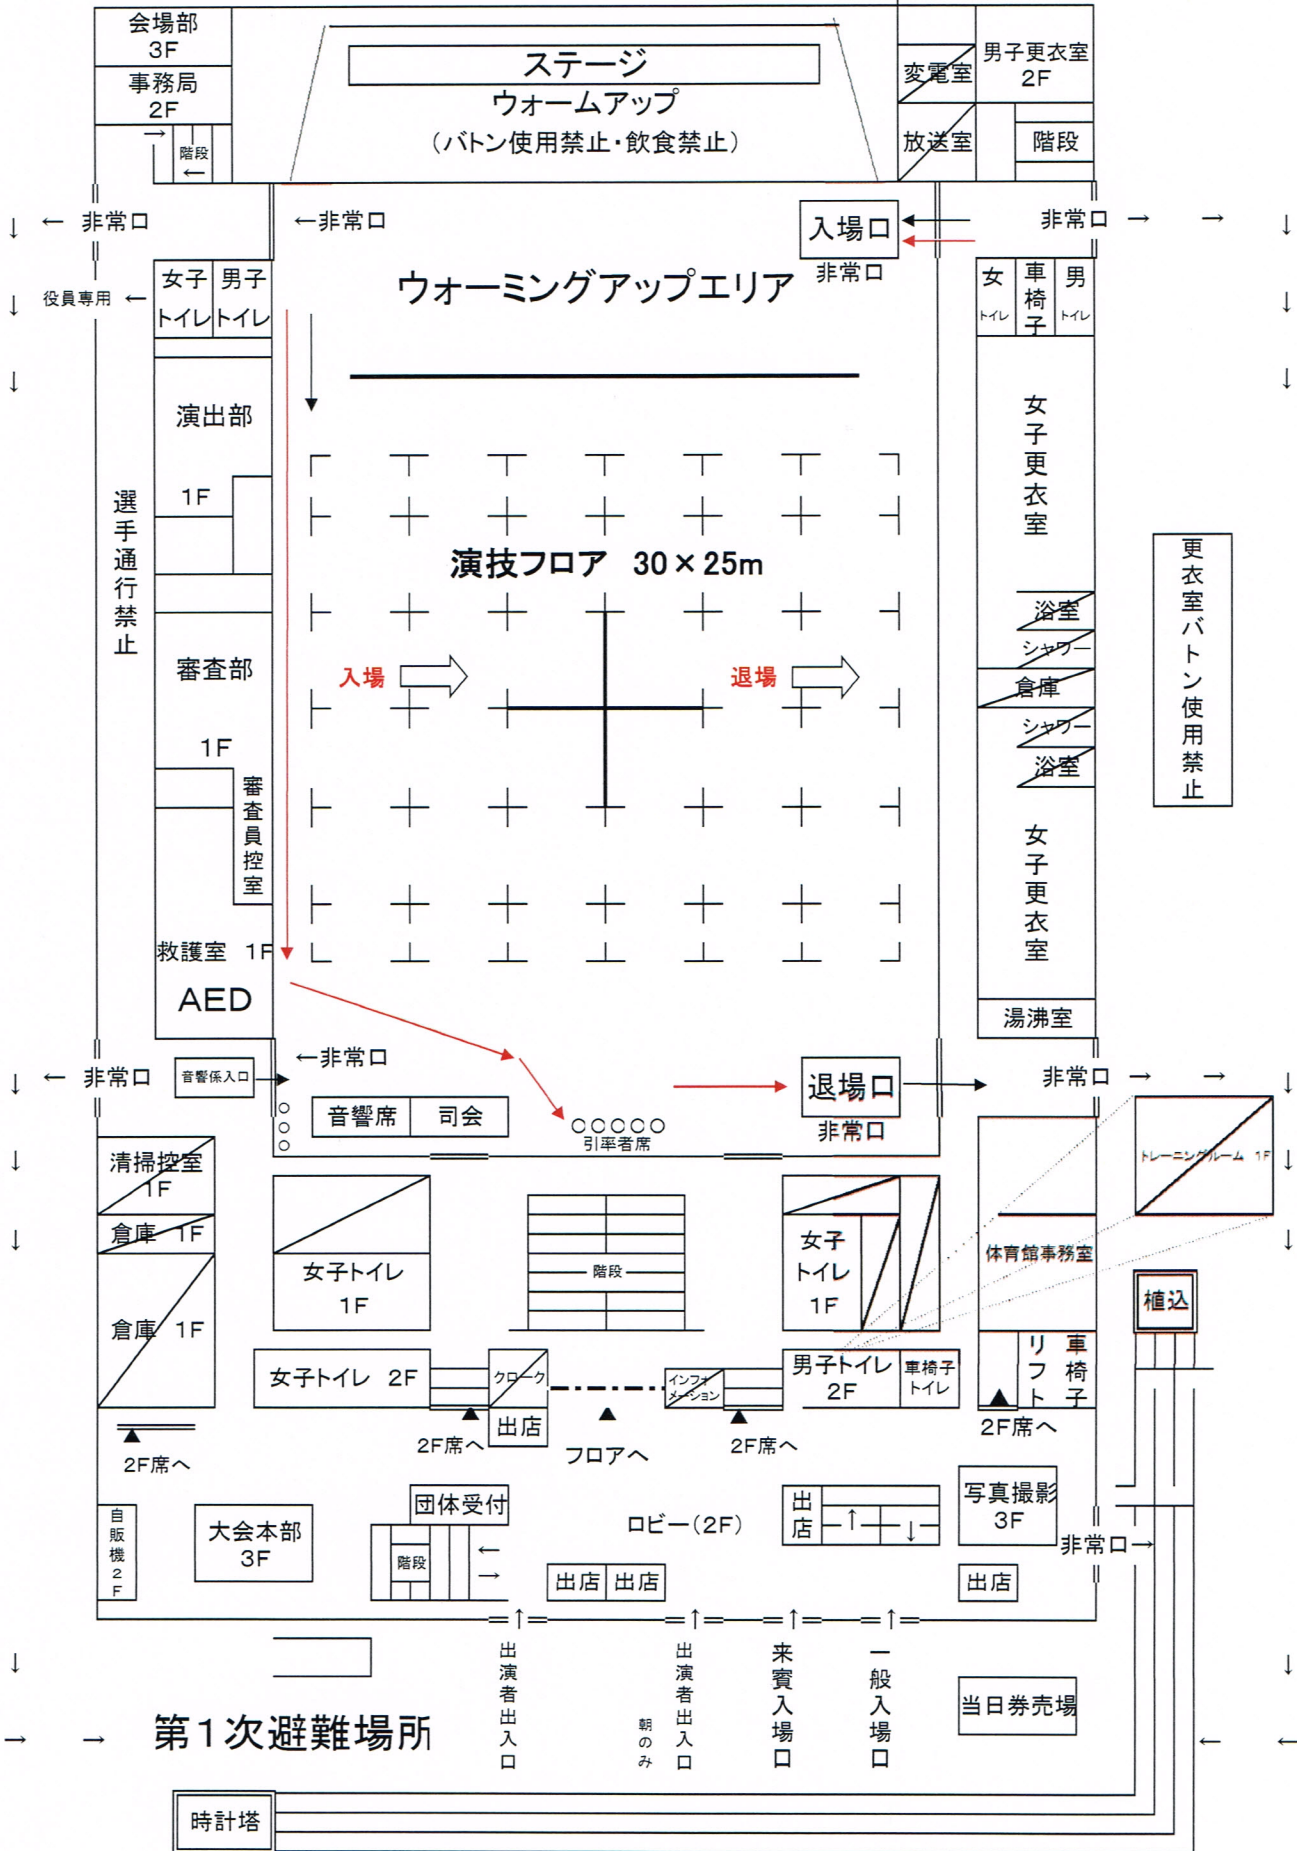 会場部
3F
事務局
2F
→
階段
←
ステージ
ウォームアップ
(バトン使用禁止・飲食禁止)
変電室
男子更衣室
2F
放送室
階段
← 非常口
←非常口
入場口
非常口
非常口 → →
役員専用 ←
女子
トイレ
男子
トイレ
ウォーミングアップエリア
女
トイレ
車椅子
男
トイレ
演出部
1F
選手通行禁止
演技フロア 30×25m
女子更衣室
浴室
シャワー
倉庫
シャワー
浴室
更衣室バトン使用禁止
入場
退場
審査部
1F
審査員控室
女子更衣室
救護室 1F
AED
湯沸室
← 非常口
音響係入口
←非常口
音響席
司会
○○○
○○○○○
引率者席
退場口
非常口
非常口 → →
清掃控室
1F
倉庫 1F
倉庫 1F
女子トイレ
1F
階段
女子
トイレ
1F
体育館事務室
トレーニングルーム 1F
植込
女子トイレ 2F
クローク
出店
インフォ
メーション
男子トイレ
2F
車椅子
トイレ
リフト
車椅子
▲
2F席へ
▲
2F席へ
▲
フロアへ
▲
2F席へ
▲
2F席へ
自販機2F
大会本部
3F
団体受付
階段
←
→
ロビー(2F)
出店
↑
↓
写真撮影
3F
非常口→
出店
出店
出店
出演者出入口
朝のみ
出演者出入口
来賓入場口
一般入場口
当日券売場
→ → 第1次避難場所
← ←
時計塔